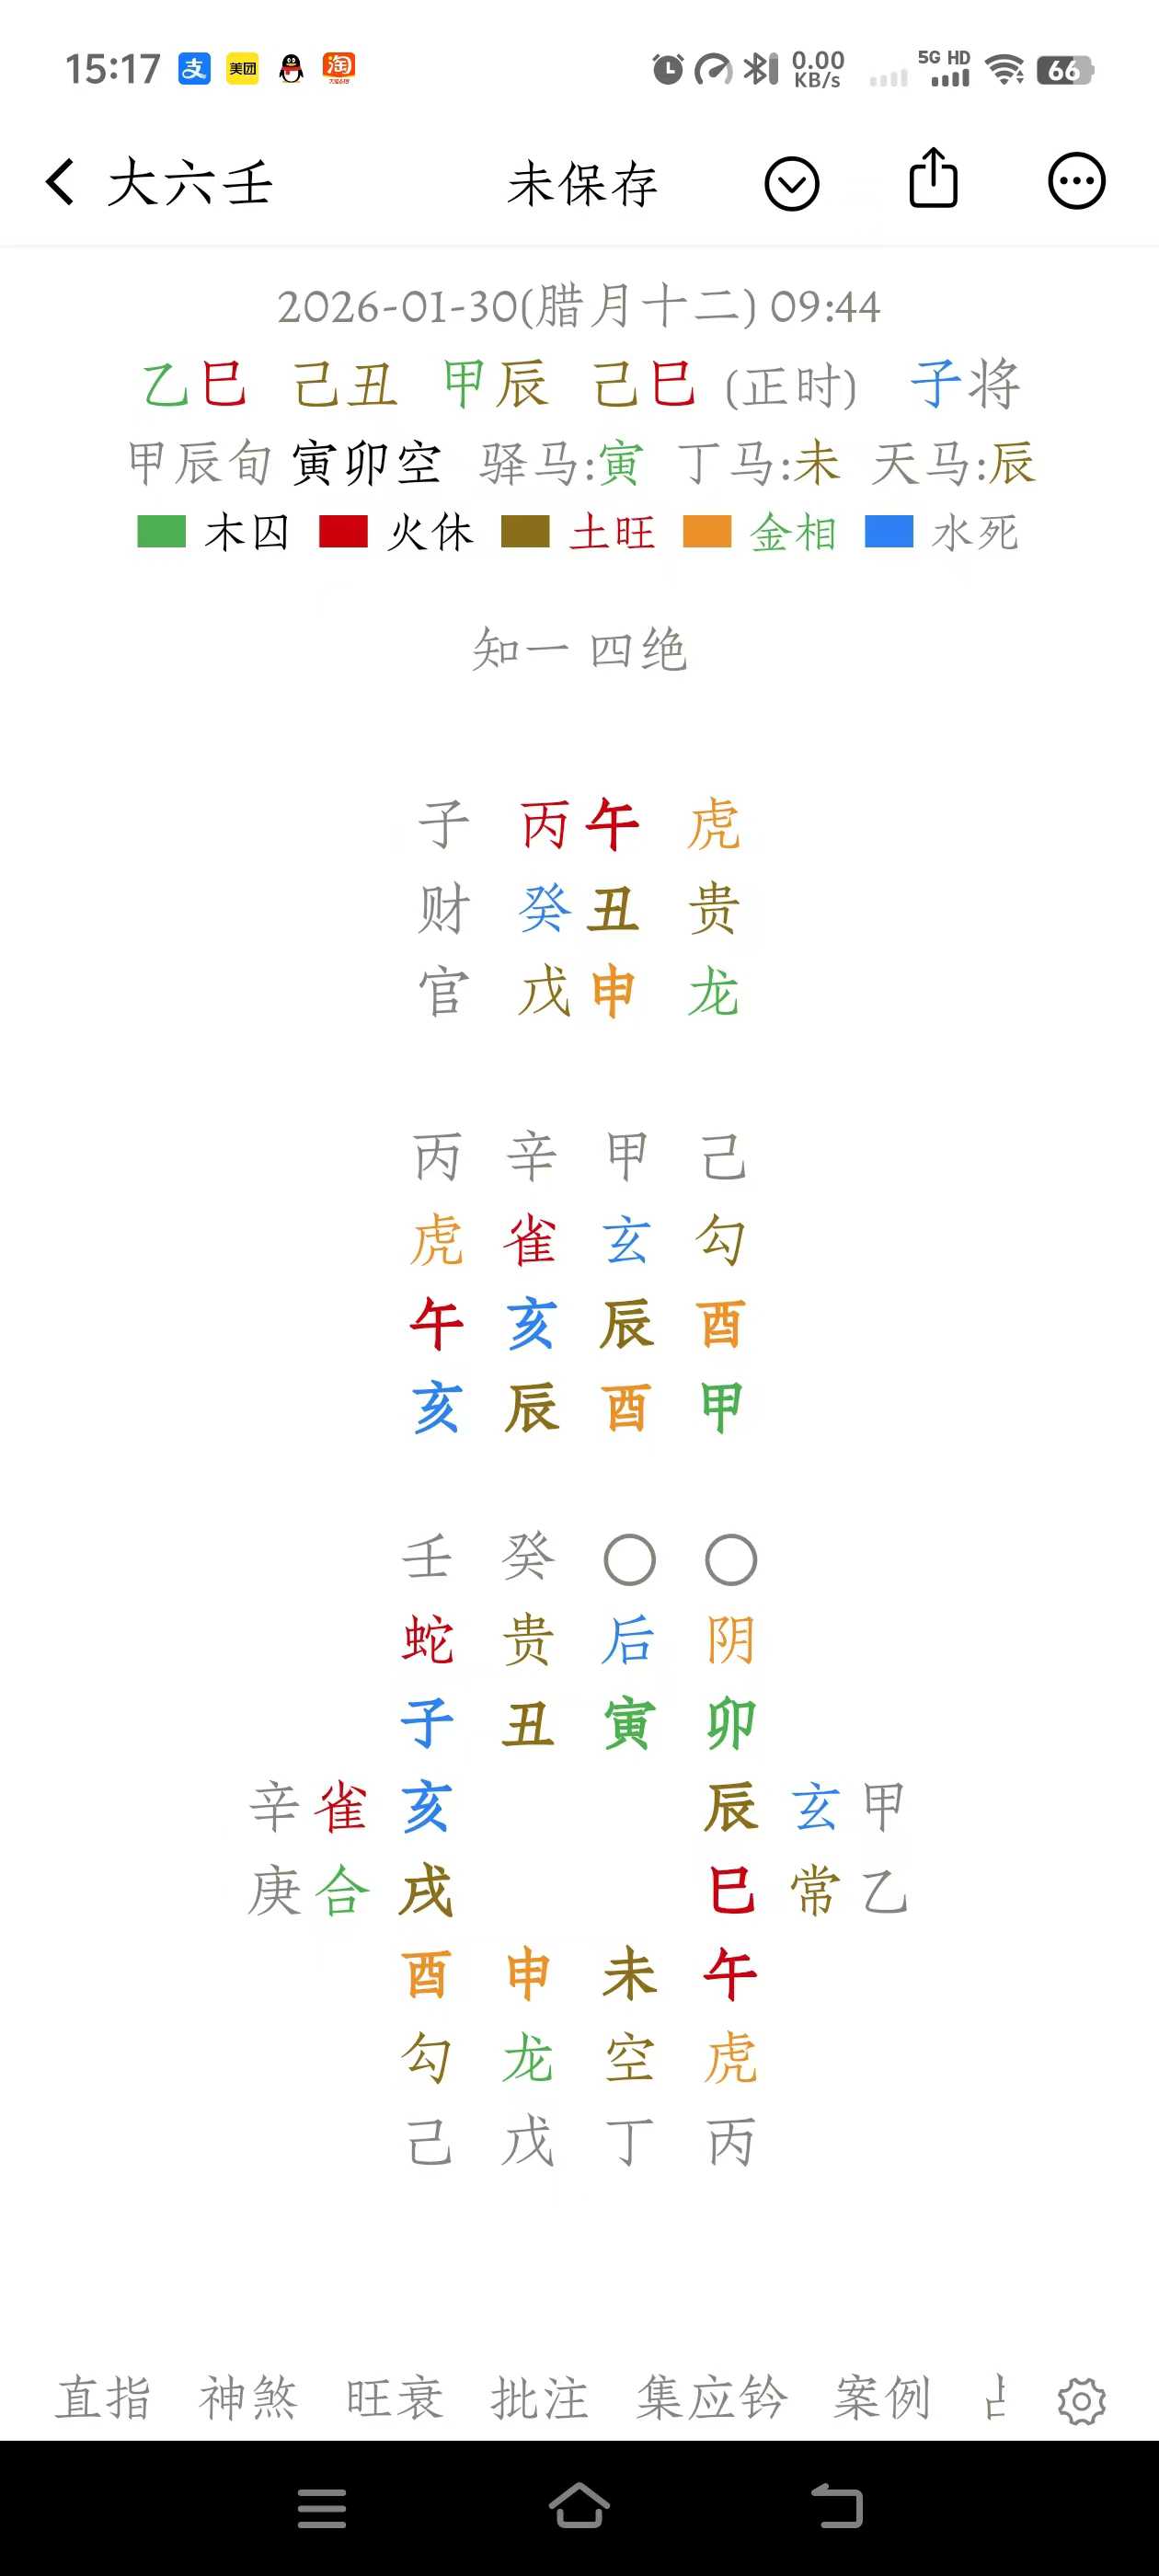 15:17 支 美团 淘 0.00 KB/s 5G HD 66
大六壬 未保存
2026-01-30(腊月十二) 09:44
乙巳 己丑 甲辰 己巳 (正时) 子将
甲辰旬 寅卯空 驿马:寅 丁马:未 天马:辰
木囚 火休 土旺 金相 水死
知一 四绝
子 丙午 虎
财 癸丑 贵
官 戊申 龙
丙 辛 甲 己
虎 雀 玄 勾
午 亥 辰 酉
亥 辰 酉 甲
壬 癸 〇 〇
蛇 贵 后 阴
子 丑 寅 卯
辛 雀 亥 辰 玄 甲
庚 合 戌 巳 常 乙
酉 申 未 午
勾 龙 空 虎
己 戊 丁 丙
直指 神煞 旺衰 批注 集应钤 案例